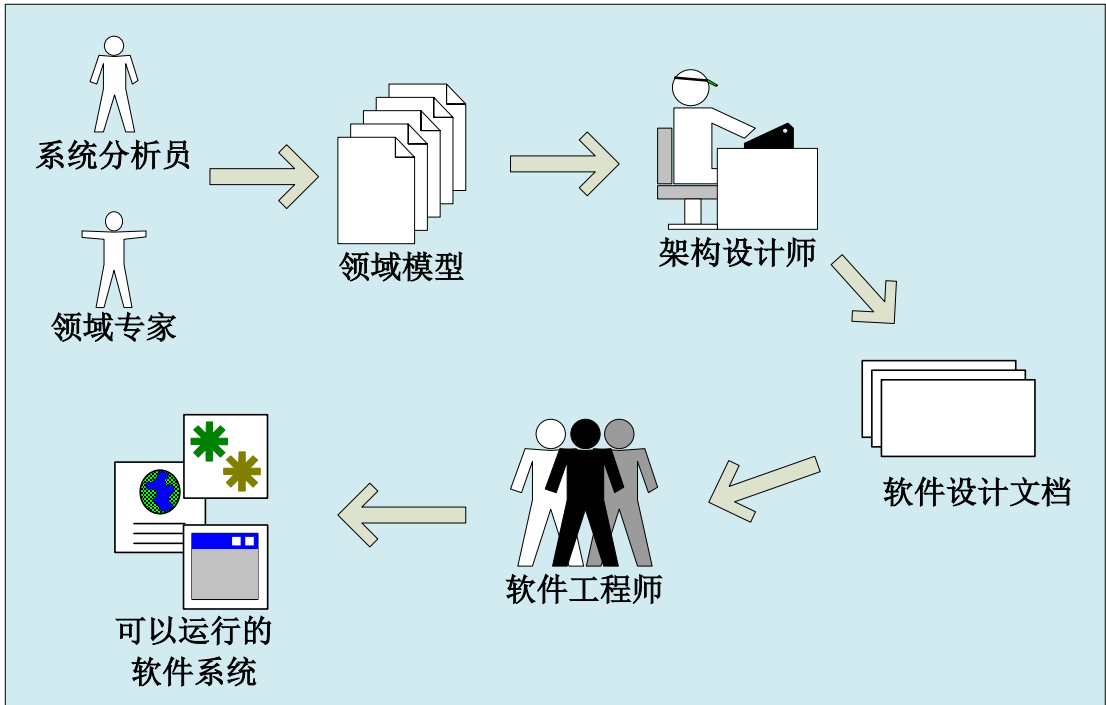 系统分析员
领域专家
领域模型
架构设计师
软件设计文档
软件工程师
可以运行的
软件系统